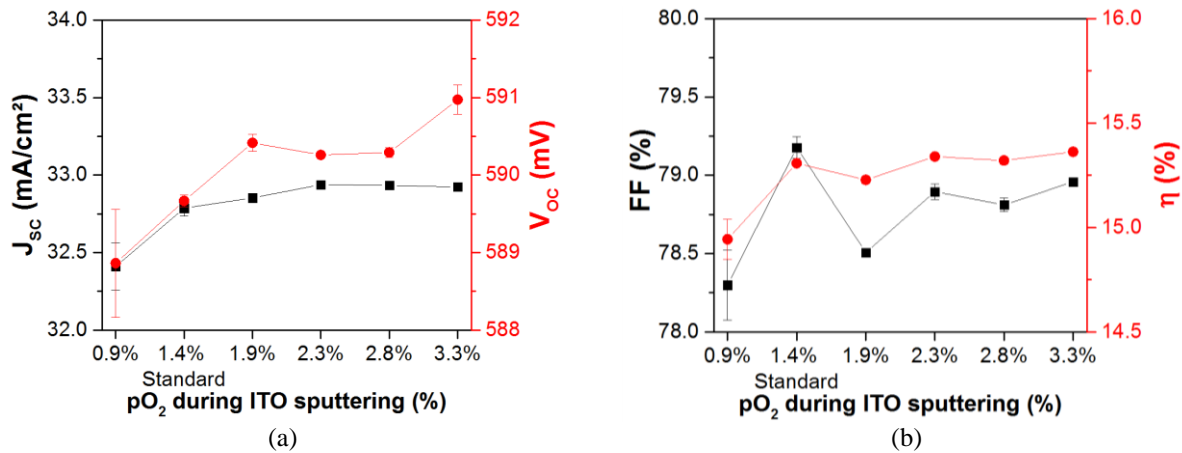 34.0
33.5
33.0
32.5
32.0
J_SC (mA/cm²)
592
591
590
589
588
V_OC (mV)
0.9% 1.4% 1.9% 2.3% 2.8% 3.3%
Standard
pO₂ during ITO sputtering (%)
(a)
80.0
79.5
79.0
78.5
78.0
FF (%)
16.0
15.5
15.0
14.5
η (%)
0.9% 1.4% 1.9% 2.3% 2.8% 3.3%
Standard
pO₂ during ITO sputtering (%)
(b)